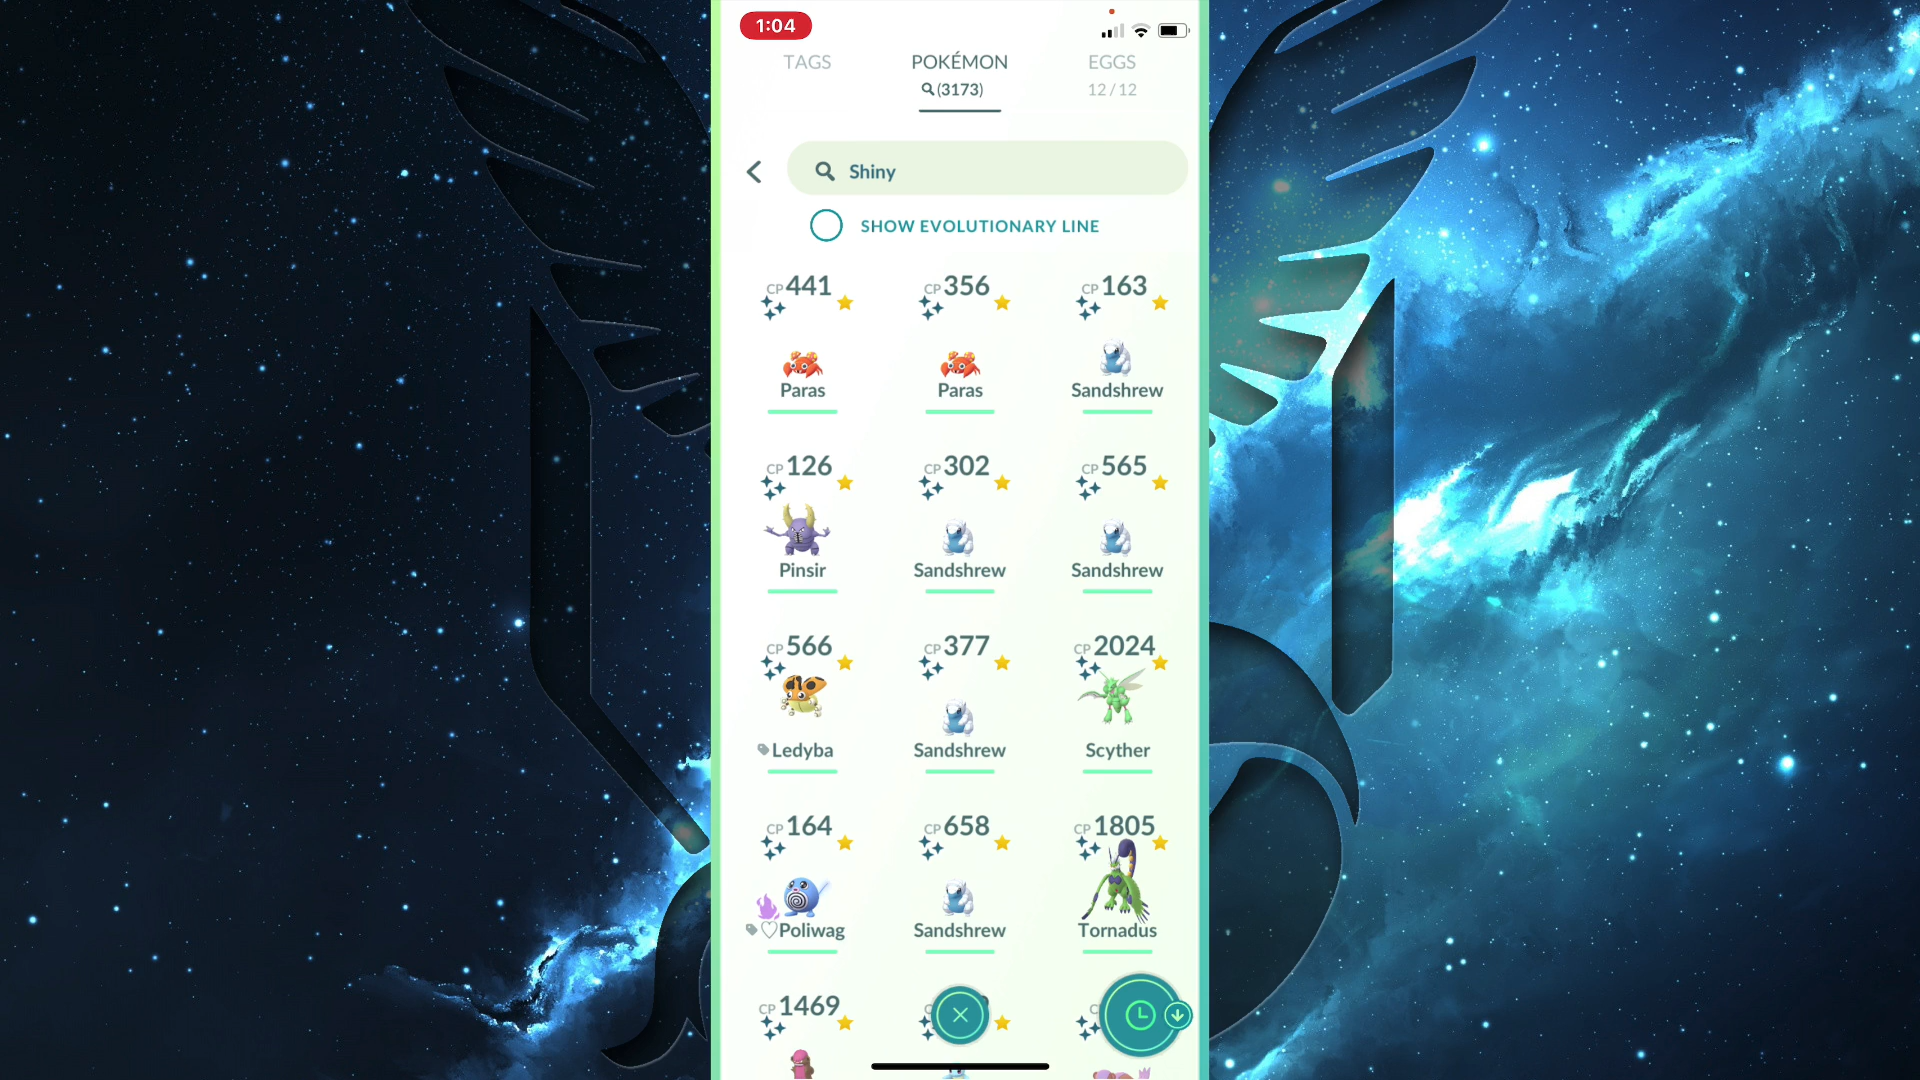 1:04
TAGS POKÉMON EGGS
(3173) 12 / 12
Shiny
SHOW EVOLUTIONARY LINE
CP441 CP356 CP163
Paras Paras Sandshrew
CP126 CP302 CP565
Pinsir Sandshrew Sandshrew
CP566 CP377 CP2024
Ledyba Sandshrew Scyther
CP164 CP658 CP1805
♡Poliwag Sandshrew Tornadus
CP1469